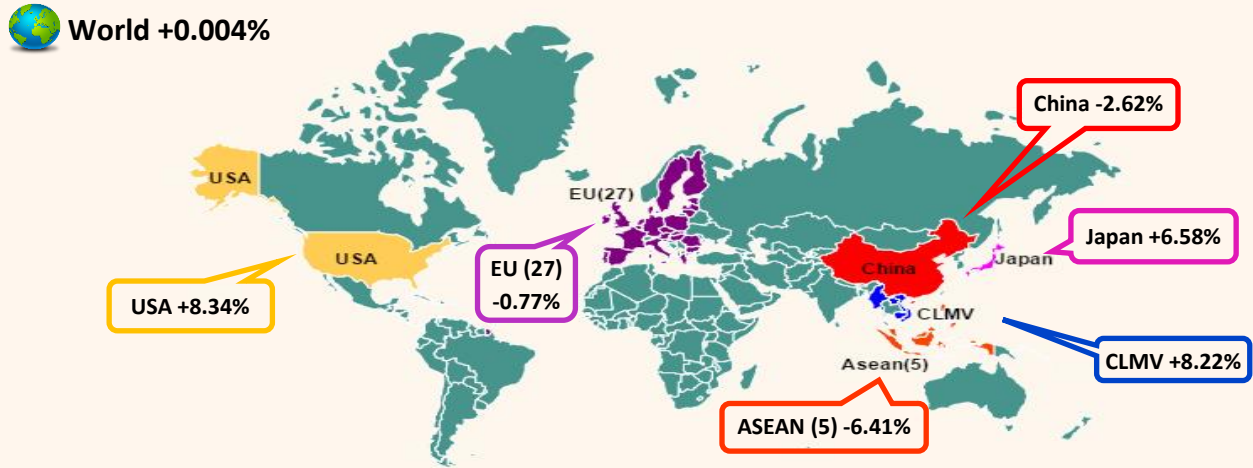 World +0.004%
China -2.62%
USA
EU(27)
Japan +6.58%
EU (27)
-0.77%
USA
China
Japan
USA +8.34%
CLMV
CLMV +8.22%
Asean(5)
ASEAN (5) -6.41%